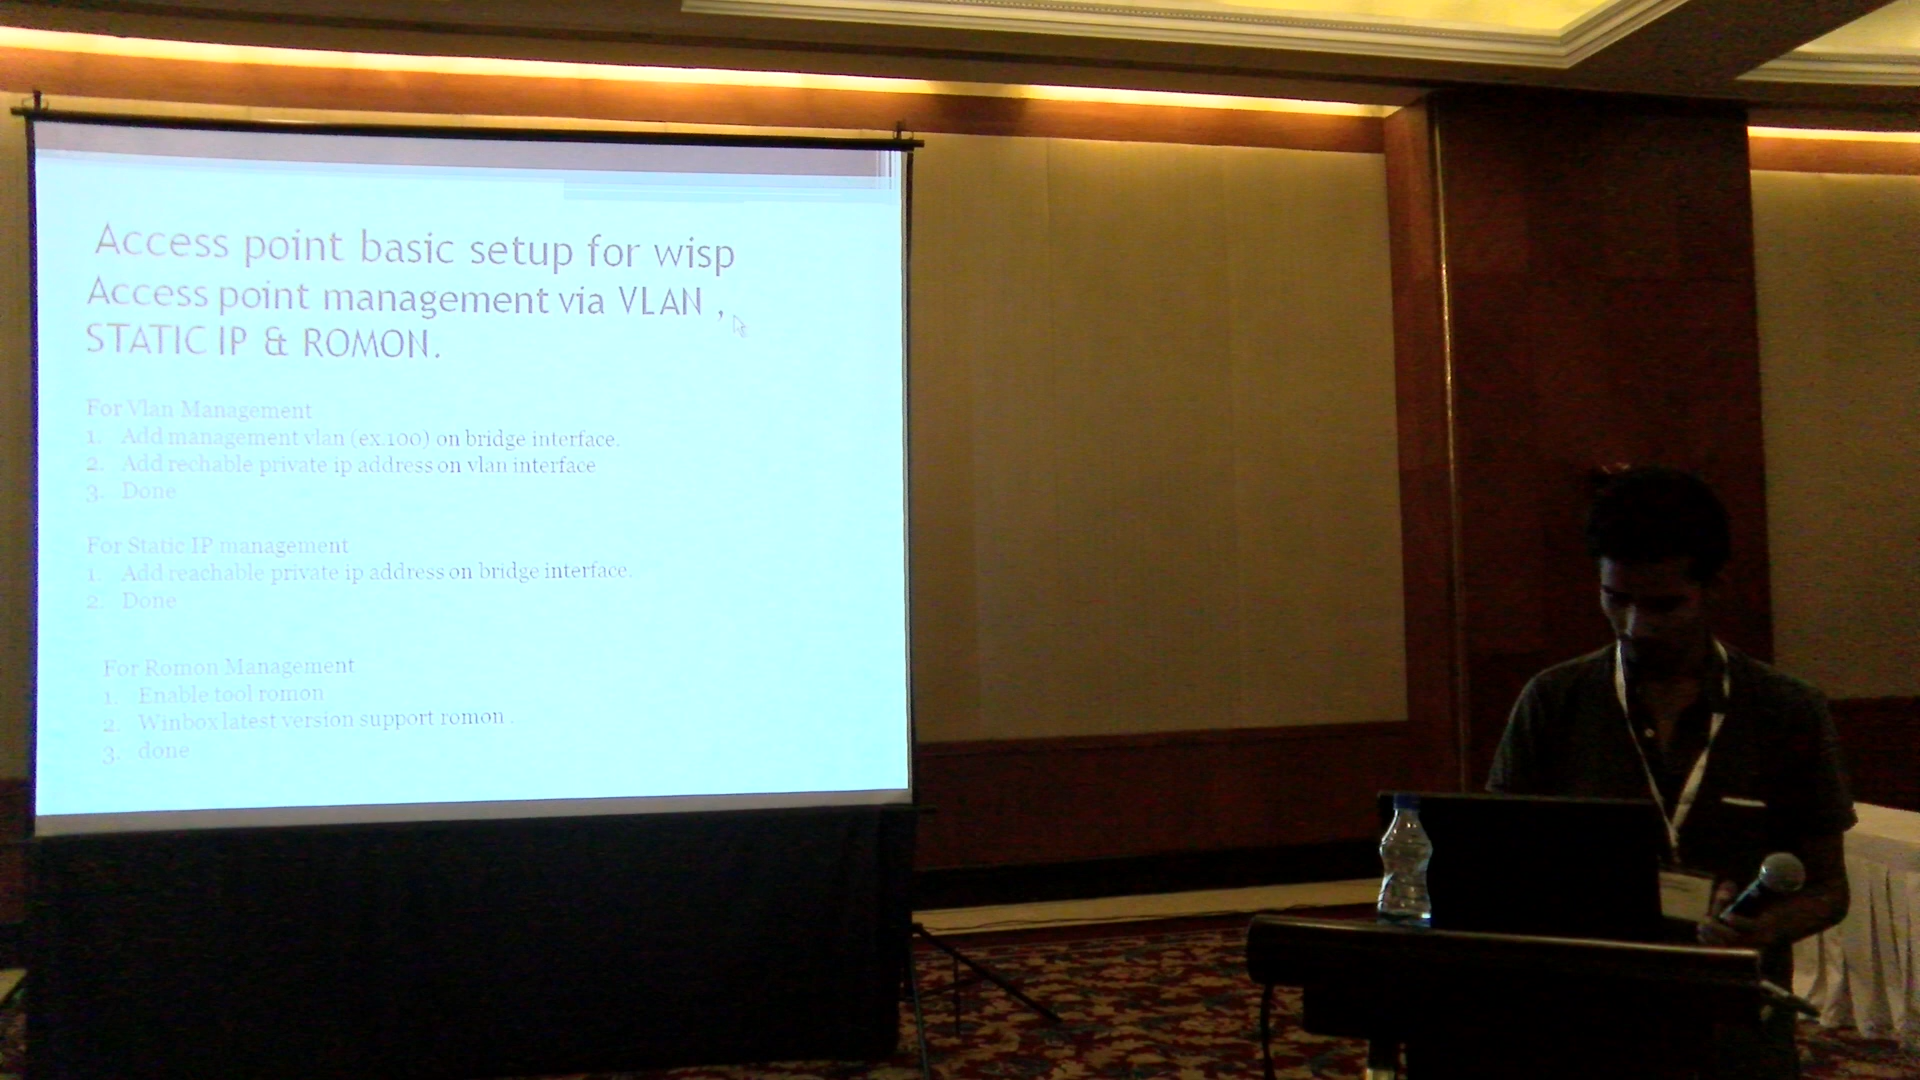 Access point basic setup for wisp
Access point management via VLAN ,
STATIC IP & ROMON.
For Vlan Management
1. Add management vlan (ex.100) on bridge interface.
2. Add rechable private ip address on vlan interface
3. Done
For Static IP management
1. Add reachable private ip address on bridge interface.
2. Done
For Romon Management
1. Enable tool romon
2. Winbox latest version support romon .
3. done